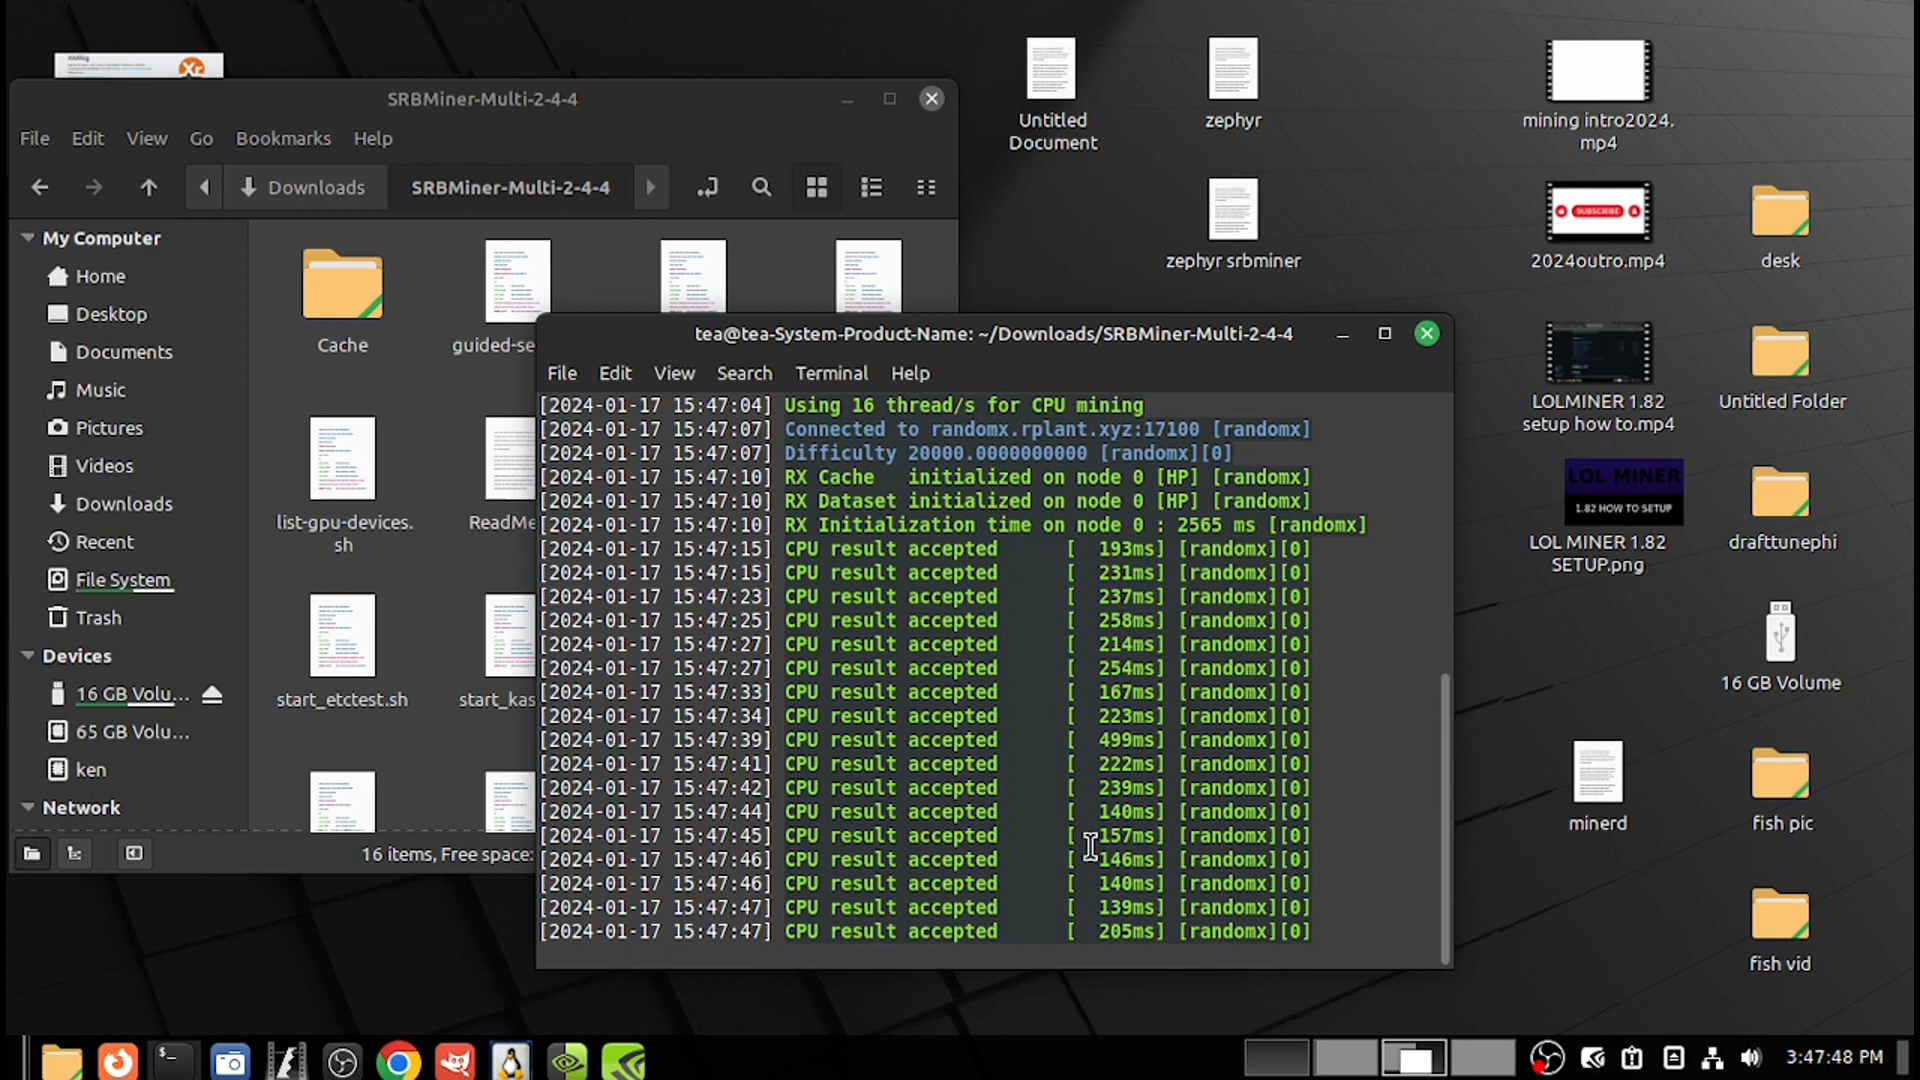 XMRig
Xr
SRBMiner-Multi-2-4-4
File Edit View Go Bookmarks Help
Downloads SRBMiner-Multi-2-4-4
My Computer
Home
Desktop
Documents
Music
Pictures
Videos
Downloads
Recent
File System
Trash
Devices
16 GB Volu...
65 GB Volu...
ken
Network
Cache
guided-se
list-gpu-devices.
sh
ReadMe
start_etctest.sh
start_kas
16 items, Free space:
tea@tea-System-Product-Name: ~/Downloads/SRBMiner-Multi-2-4-4
File Edit View Search Terminal Help
[2024-01-17 15:47:04] Using 16 thread/s for CPU mining
[2024-01-17 15:47:07] Connected to randomx.rplant.xyz:17100 [randomx]
[2024-01-17 15:47:07] Difficulty 20000.0000000000 [randomx][0]
[2024-01-17 15:47:10] RX Cache initialized on node 0 [HP] [randomx]
[2024-01-17 15:47:10] RX Dataset initialized on node 0 [HP] [randomx]
[2024-01-17 15:47:10] RX Initialization time on node 0 : 2565 ms [randomx]
[2024-01-17 15:47:15] CPU result accepted [ 193ms] [randomx][0]
[2024-01-17 15:47:15] CPU result accepted [ 231ms] [randomx][0]
[2024-01-17 15:47:23] CPU result accepted [ 237ms] [randomx][0]
[2024-01-17 15:47:25] CPU result accepted [ 258ms] [randomx][0]
[2024-01-17 15:47:27] CPU result accepted [ 214ms] [randomx][0]
[2024-01-17 15:47:27] CPU result accepted [ 254ms] [randomx][0]
[2024-01-17 15:47:33] CPU result accepted [ 167ms] [randomx][0]
[2024-01-17 15:47:34] CPU result accepted [ 223ms] [randomx][0]
[2024-01-17 15:47:39] CPU result accepted [ 499ms] [randomx][0]
[2024-01-17 15:47:41] CPU result accepted [ 222ms] [randomx][0]
[2024-01-17 15:47:42] CPU result accepted [ 239ms] [randomx][0]
[2024-01-17 15:47:44] CPU result accepted [ 140ms] [randomx][0]
[2024-01-17 15:47:45] CPU result accepted [ 157ms] [randomx][0]
[2024-01-17 15:47:46] CPU result accepted [ 146ms] [randomx][0]
[2024-01-17 15:47:46] CPU result accepted [ 140ms] [randomx][0]
[2024-01-17 15:47:47] CPU result accepted [ 139ms] [randomx][0]
[2024-01-17 15:47:47] CPU result accepted [ 205ms] [randomx][0]
Untitled
Document
zephyr
zephyr srbminer
mining intro2024.
mp4
SUBSCRIBE
2024outro.mp4
desk
LOLMINER 1.82
setup how to.mp4
Untitled Folder
LOL MINER
1.82 HOW TO SETUP
LOL MINER 1.82
SETUP.png
drafttunephi
16 GB Volume
minerd
fish pic
fish vid
3:47:48 PM